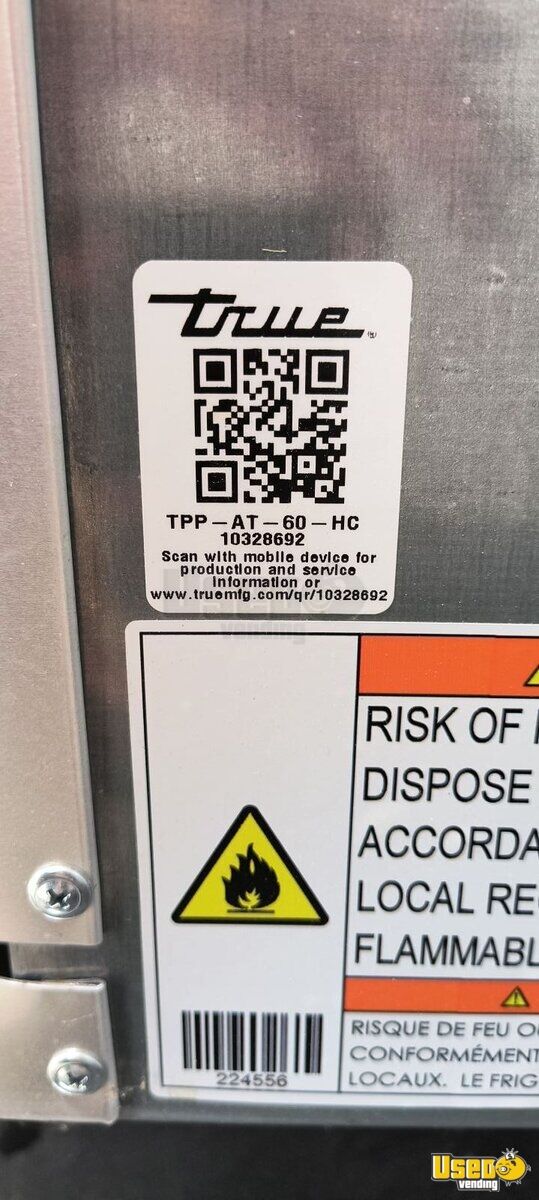 true
TPP-AT-60-HC
10328692
Scan with mobile device for
production and service
information or
www.truemfg.com/qr/10328692
RISK OF
DISPOSE
ACCORDA
LOCAL RE
FLAMMABL
RISQUE DE FEU O
CONFORMÉMENT
LOCAUX. LE FRIG
224556
Used
vending